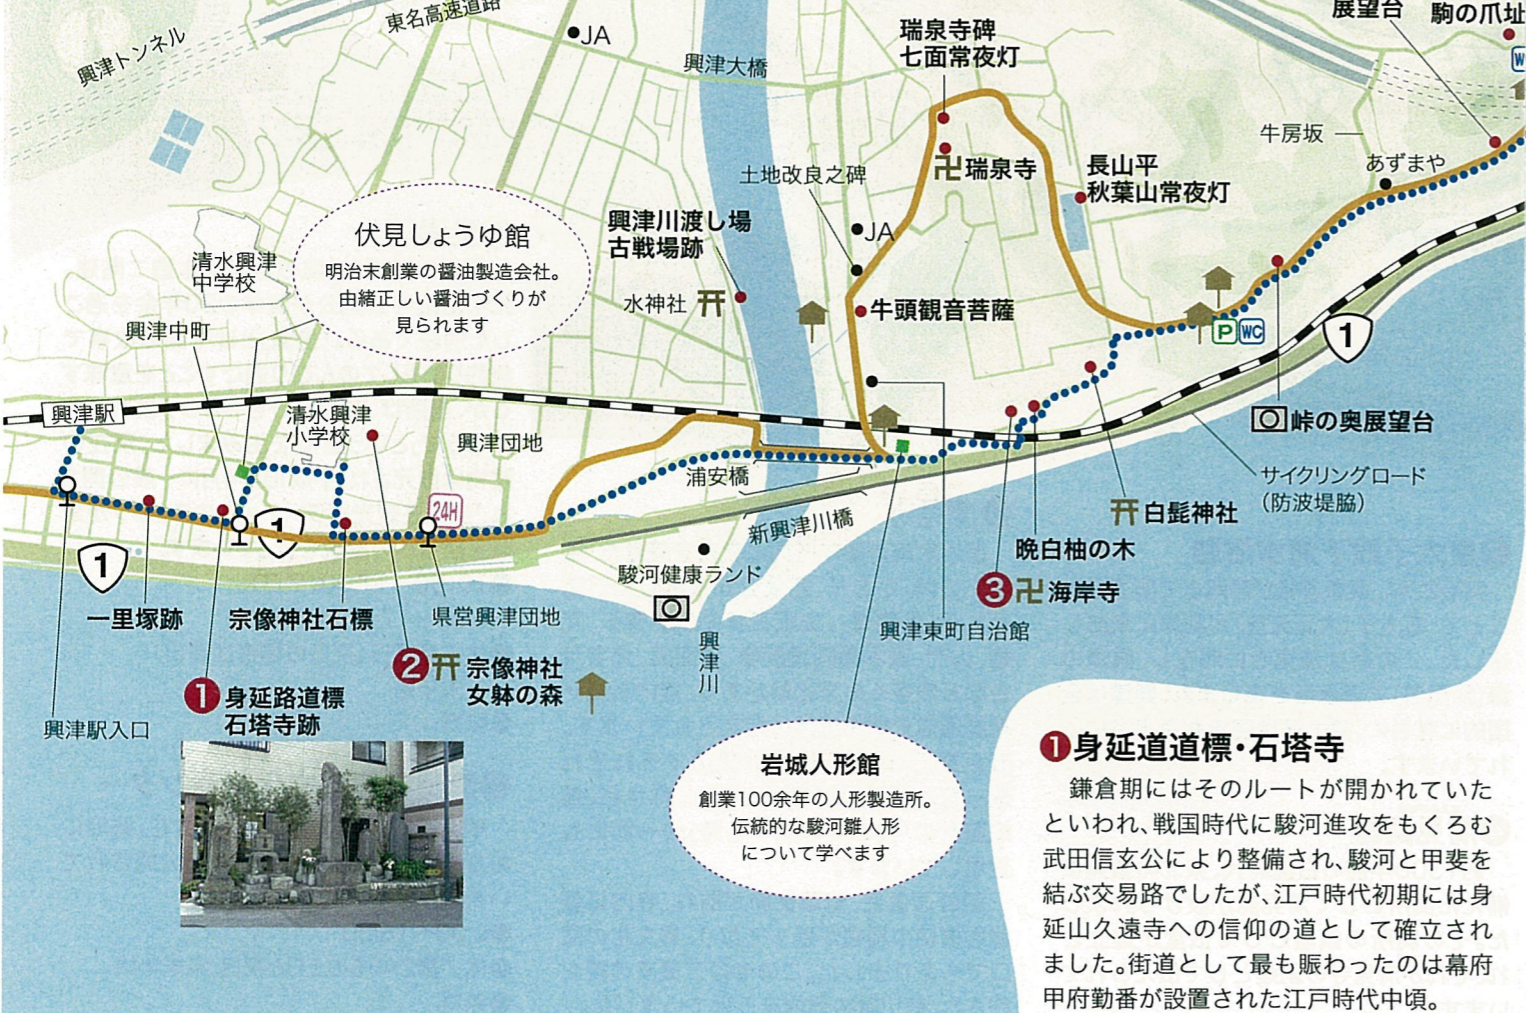 東名高速道路
興津トンネル
JA
興津大橋
瑞泉寺碑
七面常夜灯
展望台
駒の爪址
牛房坂
あずまや
土地改良之碑
卍瑞泉寺
長山平
秋葉山常夜灯
JA
清水興津
中学校
伏見しょうゆ館
明治末創業の醤油製造会社。
由緒正しい醤油づくりが
見られます
興津川渡し場
古戦場跡
水神社
牛頭観音菩薩
興津中町
P
WC
1
興津駅
清水興津
小学校
興津団地
浦安橋
峠の奥展望台
サイクリングロード
(防波堤脇)
白髭神社
24H
1
1
新興津川橋
晩白柚の木
駿河健康ランド
3卍海岸寺
一里塚跡
宗像神社石標
県営興津団地
興津東町自治館
興津川
2
宗像神社
女躰の森
1身延路道標
石塔寺跡
興津駅入口
岩城人形館
創業100余年の人形製造所。
伝統的な駿河雛人形
について学べます
1身延道道標・石塔寺
鎌倉期にはそのルートが開かれていた
といわれ、戦国時代に駿河進攻をもくろむ
武田信玄公により整備され、駿河と甲斐を
結ぶ交易路でしたが、江戸時代初期には身
延山久遠寺への信仰の道として確立され
ました。街道として最も賑わったのは幕府
甲府勤番が設置された江戸時代中頃。